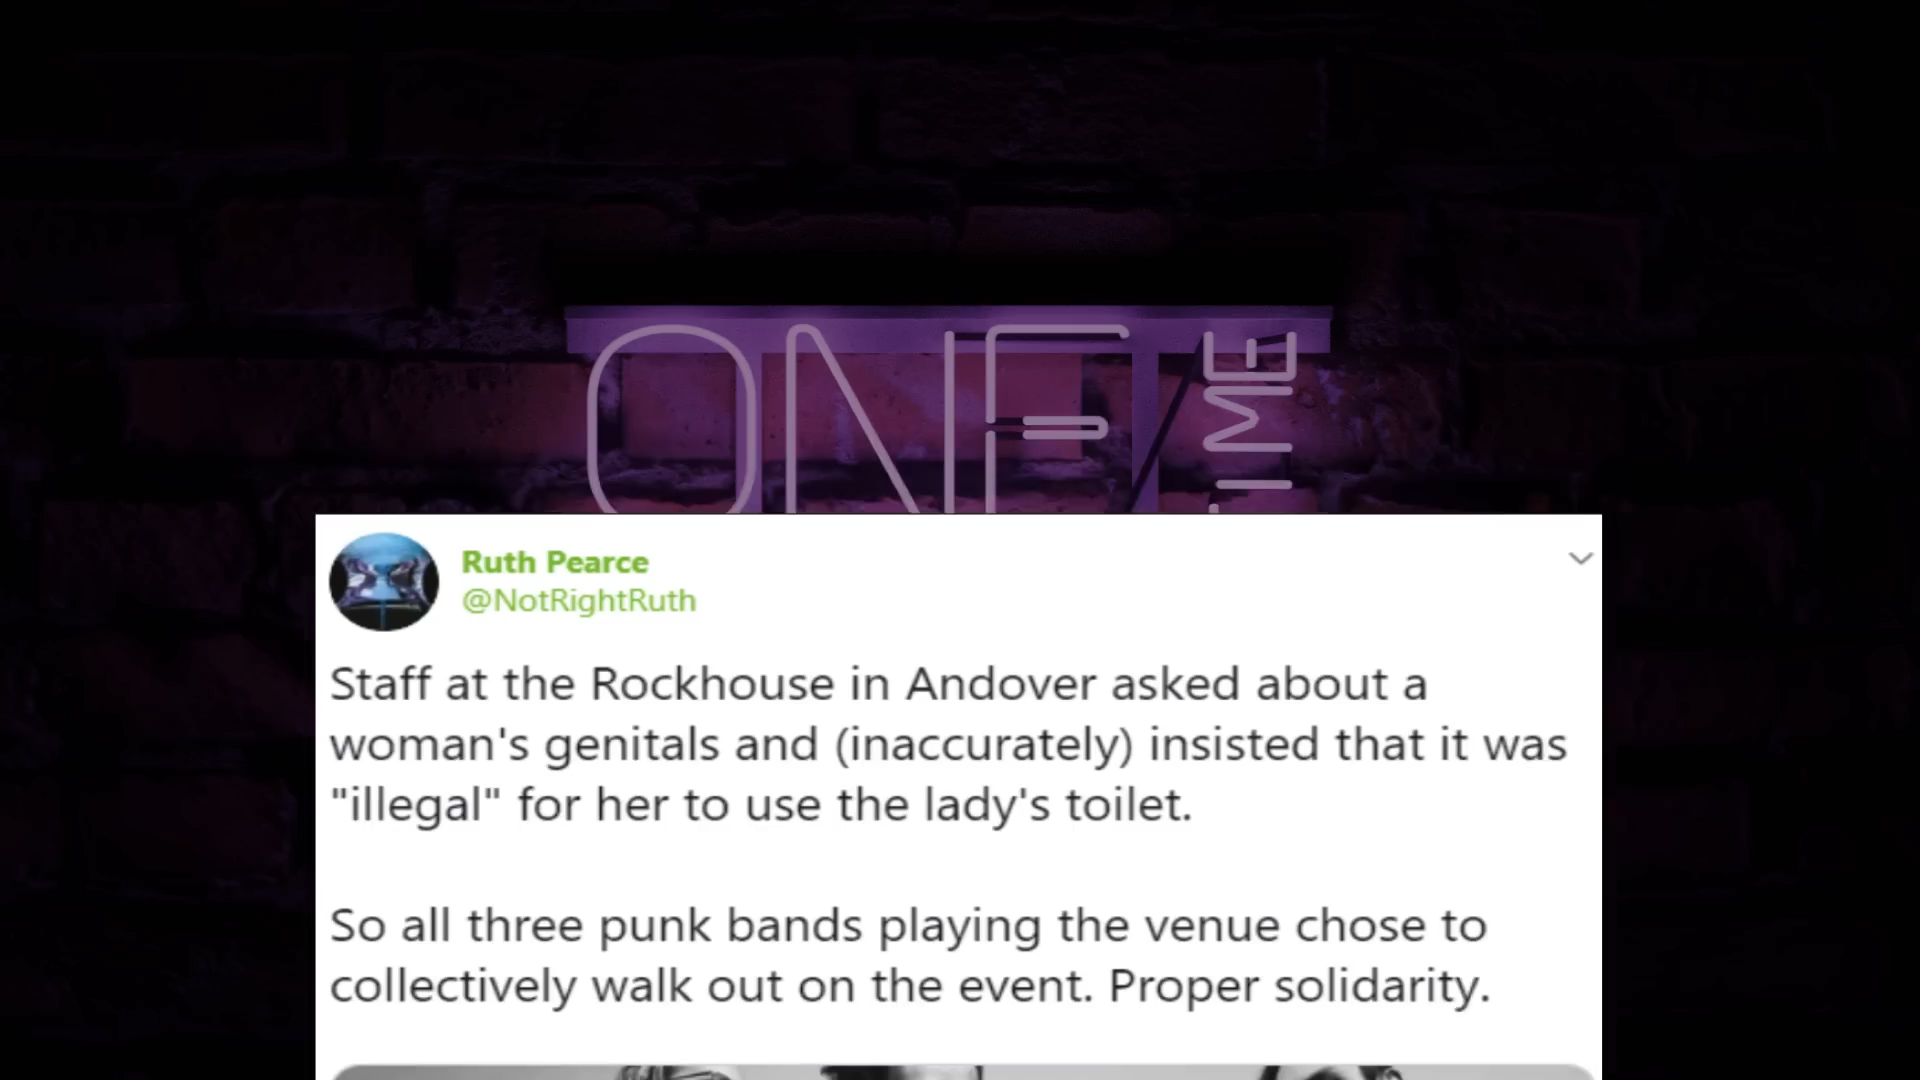 ONE
TIME
Ruth Pearce
@NotRightRuth
Staff at the Rockhouse in Andover asked about a
woman's genitals and (inaccurately) insisted that it was
"illegal" for her to use the lady's toilet.
So all three punk bands playing the venue chose to
collectively walk out on the event. Proper solidarity.